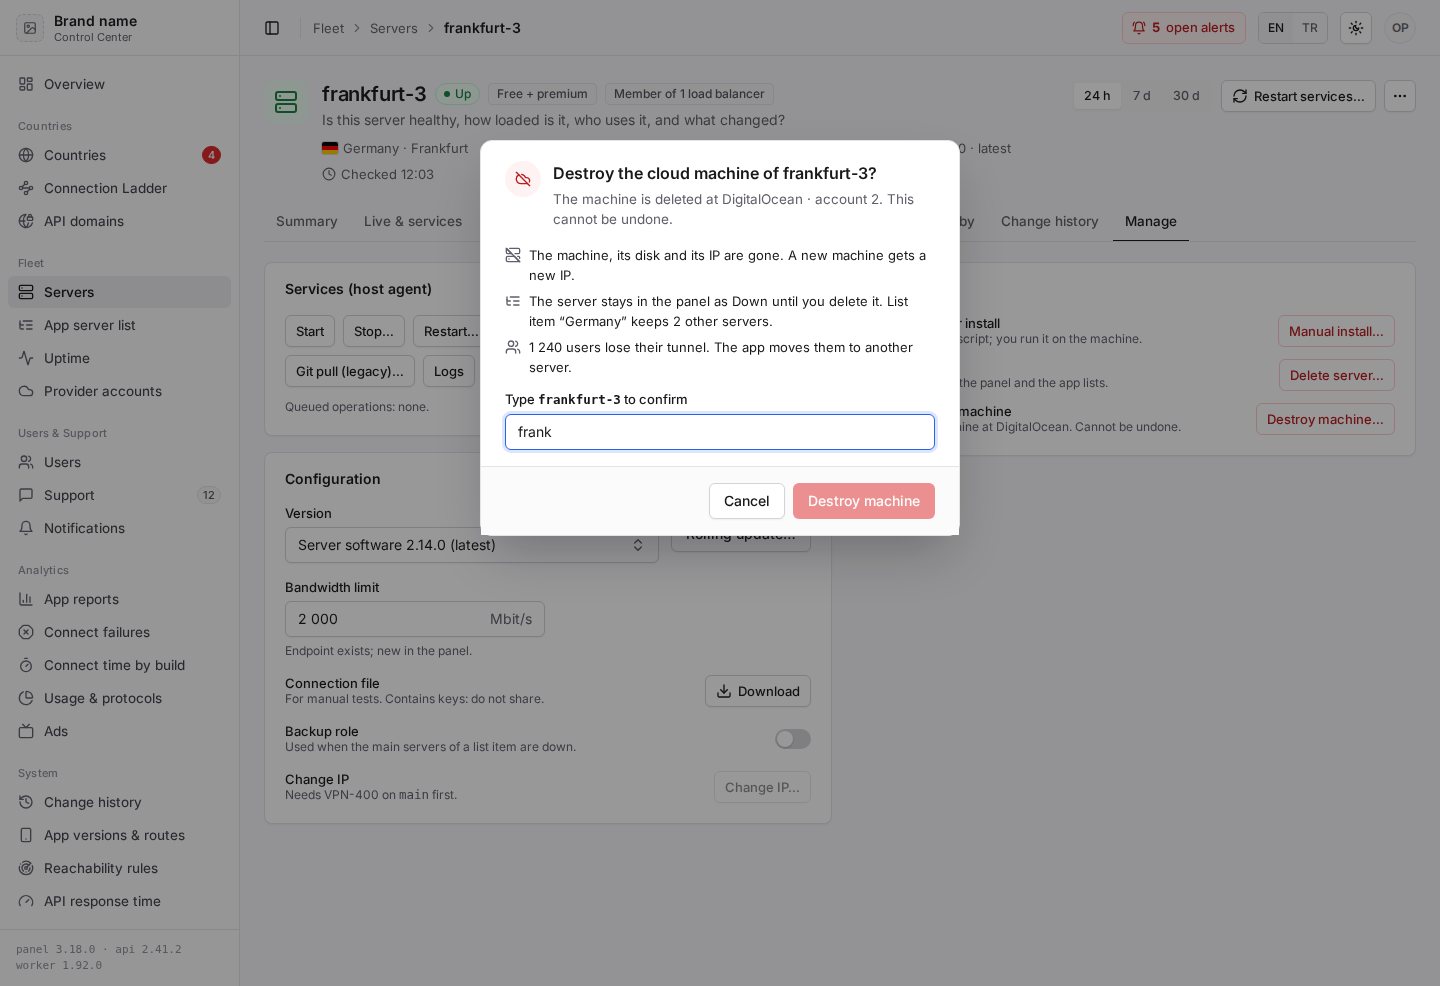 Brand name
Control Center
Fleet
Servers
frankfurt-3
5 open alerts
EN
TR
OP
Overview
Countries
Countries
4
Connection Ladder
API domains
Fleet
Servers
App server list
Uptime
Provider accounts
Users & Support
Users
Support
12
Notifications
Analytics
App reports
Connect failures
Connect time by build
Usage & protocols
Ads
System
Change history
App versions & routes
Reachability rules
API response time
panel 3.18.0 · api 2.41.2
worker 1.92.0
frankfurt-3
Up
Free + premium
Member of 1 load balancer
24 h
7 d
30 d
Restart services...
Is this server healthy, how loaded is it, who uses it, and what changed?
Germany · Frankfurt
0 · latest
Checked 12:03
Summary
Live & services
by
Change history
Manage
Services (host agent)
Start
Stop...
Restart...
Git pull (legacy)...
Logs
Queued operations: none.
Configuration
Version
Server software 2.14.0 (latest)
Rolling update...
Bandwidth limit
2 000
Mbit/s
Endpoint exists; new in the panel.
Connection file
For manual tests. Contains keys: do not share.
Download
Backup role
Used when the main servers of a list item are down.
Change IP
Needs VPN-400 on main first.
Change IP...
install
script; you run it on the machine.
Manual install...
the panel and the app lists.
Delete server...
machine
at DigitalOcean. Cannot be undone.
Destroy machine...
Destroy the cloud machine of frankfurt-3?
The machine is deleted at DigitalOcean · account 2. This
cannot be undone.
The machine, its disk and its IP are gone. A new machine gets a
new IP.
The server stays in the panel as Down until you delete it. List
item “Germany” keeps 2 other servers.
1 240 users lose their tunnel. The app moves them to another
server.
Type frankfurt-3 to confirm
frank
Cancel
Destroy machine